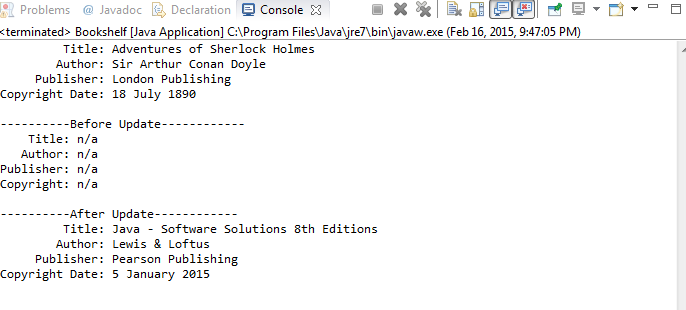 Problems @ Javadoc Declaration Console
<terminated> Bookshelf [Java Application] C:\Program Files\Java\jre7\bin\javaw.exe (Feb 16, 2015, 9:47:05 PM)
Title: Adventures of Sherlock Holmes
Author: Sir Arthur Conan Doyle
Publisher: London Publishing
Copyright Date: 18 July 1890
----------Before Update------------
Title: n/a
Author: n/a
Publisher: n/a
Copyright: n/a
----------After Update------------
Title: Java - Software Solutions 8th Editions
Author: Lewis & Loftus
Publisher: Pearson Publishing
Copyright Date: 5 January 2015